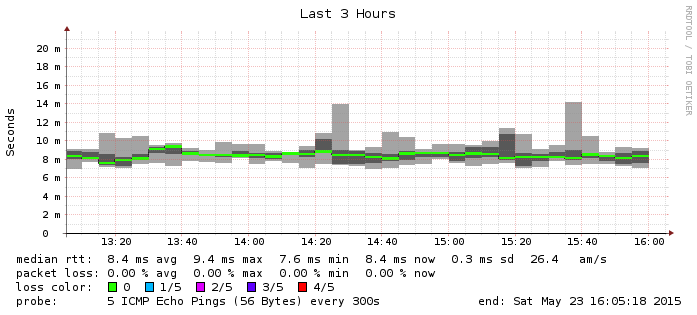 Last 3 Hours
RRDTOOL / TOBI OETIKER
Seconds
20 m
18 m
16 m
14 m
12 m
10 m
8 m
6 m
4 m
2 m
0
13:20 13:40 14:00 14:20 14:40 15:00 15:20 15:40 16:00
median rtt: 8.4 ms avg 9.4 ms max 7.6 ms min 8.4 ms now 0.3 ms sd 26.4 am/s
packet loss: 0.00 % avg 0.00 % max 0.00 % min 0.00 % now
loss color: 0 1/5 2/5 3/5 4/5
probe: 5 ICMP Echo Pings (56 Bytes) every 300s end: Sat May 23 16:05:18 2015